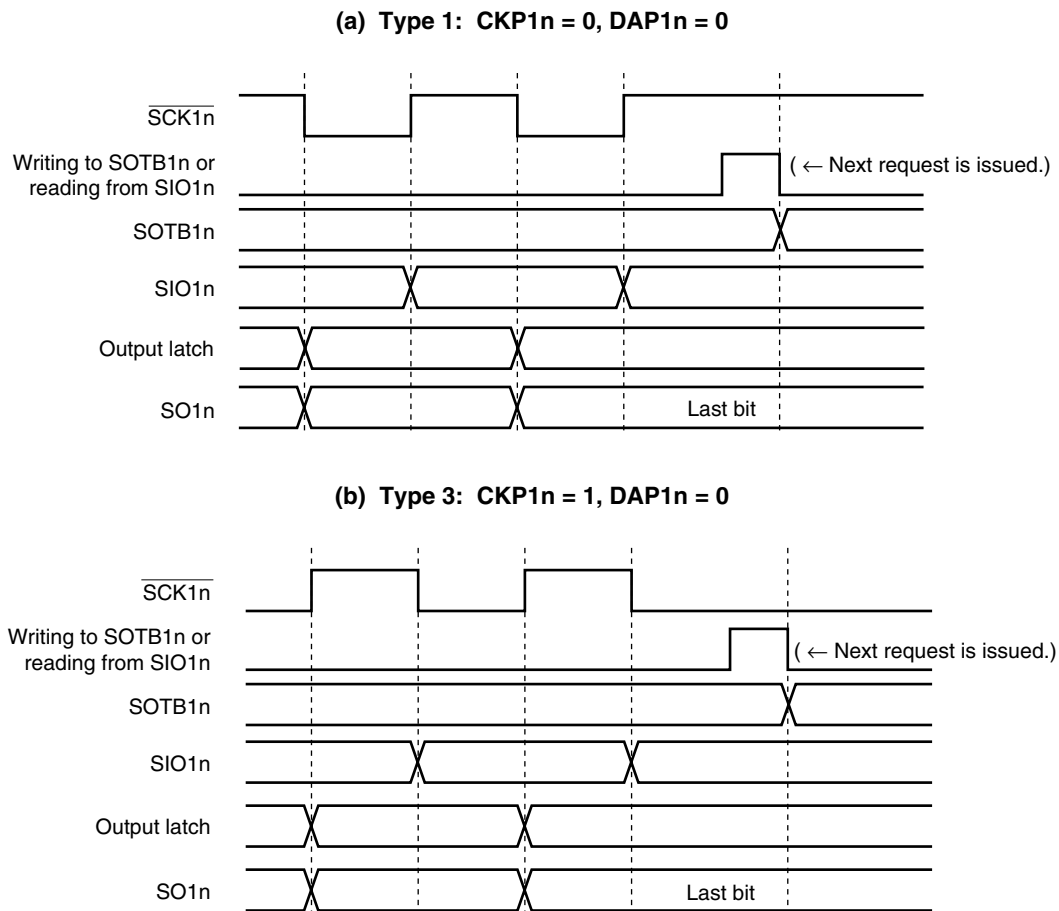 (a) Type 1: CKP1n = 0, DAP1n = 0
SCK1n
Writing to SOTB1n or
reading from SIO1n
( ← Next request is issued.)
SOTB1n
SIO1n
Output latch
SO1n
Last bit
(b) Type 3: CKP1n = 1, DAP1n = 0
SCK1n
Writing to SOTB1n or
reading from SIO1n
( ← Next request is issued.)
SOTB1n
SIO1n
Output latch
SO1n
Last bit